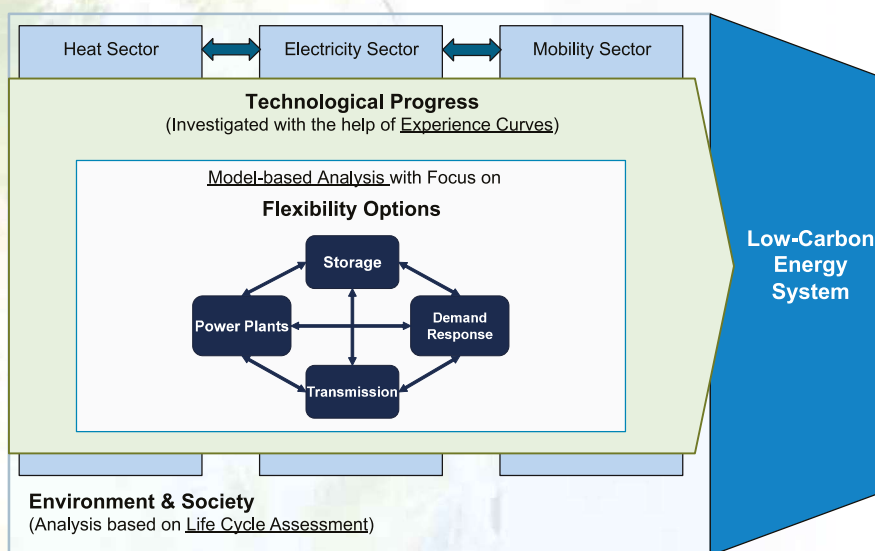 Heat Sector
Electricity Sector
Mobility Sector
Technological Progress
(Investigated with the help of Experience Curves)
Model-based Analysis with Focus on
Flexibility Options
Storage
Power Plants
Demand
Response
Transmission
Low-Carbon
Energy
System
Environment & Society
(Analysis based on Life Cycle Assessment)